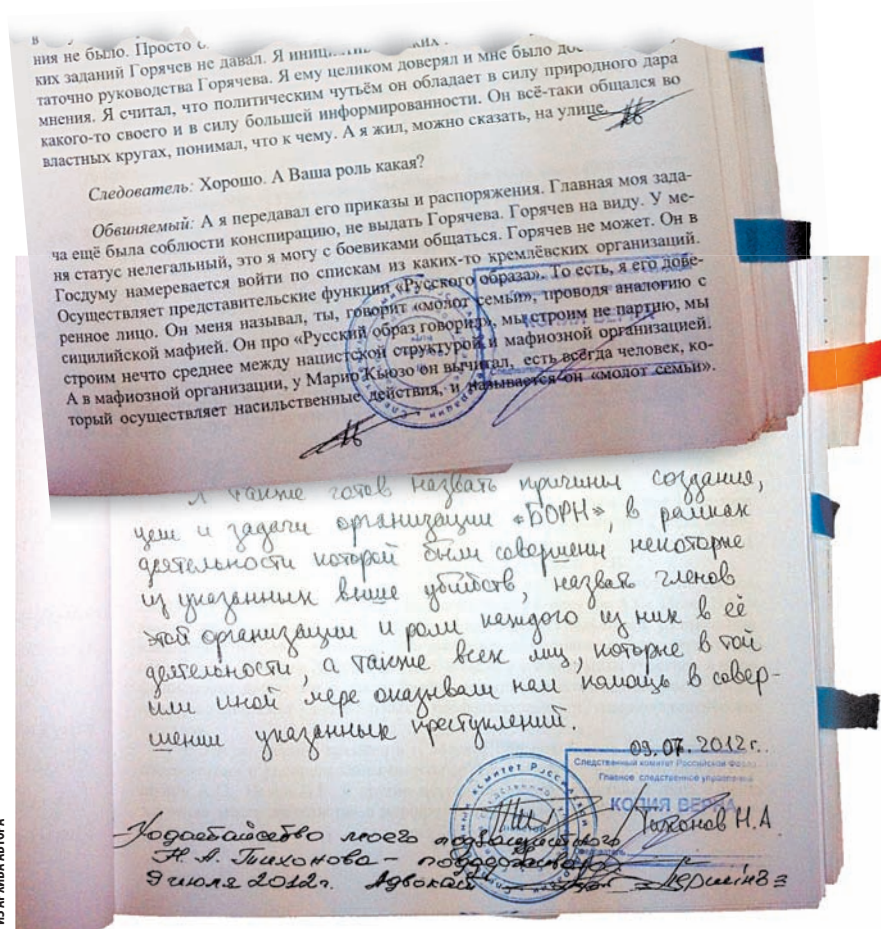 ния не было. Просто
ких заданий Горячев не давал. Я
таточно руководства Горячева. Я ему целиком доверял и мне было
мнения. Я считал, что политическим чутьём он обладает в силу природного дара
какого-то своего и в силу большей информированности. Он всё-таки общался во
властных кругах, понимал, что к чему. А я жил, можно сказать, на улице.
Следователь: Хорошо. А Ваша роль какая?
Обвиняемый: А я передавал его приказы и распоряжения. Главная моя зада-
ча ещё была соблюсти конспирацию, не выдать Горячева. Горячев на виду. У ме-
ня статус нелегальный, это я могу с боевиками общаться. Горячев не может. Он в
Госдуму намеревается войти по спискам из каких-то кремлёвских организаций.
Осуществляет представительские функции «Русского образа». То есть, я его дове-
ренное лицо. Он меня называл, ты, говорит «молот семьи», проводя аналогию с
сицилийской мафией. Он про «Русский образ говорил», мы строим не партию, мы
строим нечто среднее между нацистской структурой и мафиозной организацией.
А в мафиозной организации, у Марио Кьюзо он вычитал, есть всегда человек, ко-
торый осуществляет насильственные действия, и называется он «молот семьи».
Я также готов назвать причины создания,
цели и задачи организации «БОРН», в рамках
деятельности которой были совершены некоторые
из указанных выше убийств, назвать членов
этой организации и роли каждого из них в её
деятельности, а также всех лиц, которые в той
или иной мере оказывали нам помощь в совер-
шении указанных преступлений.
09.07.2012 г.
Следственный комитет Российской
Главное следственное управление
КОПИЯ ВЕРНА
Тихонов Н.А.
Ходатайство моего подзащитного
Н.А. Тихонова – поддерживаю
9 июля 2012г. Адвокат
ИЗ АРХИВА АВТОРА